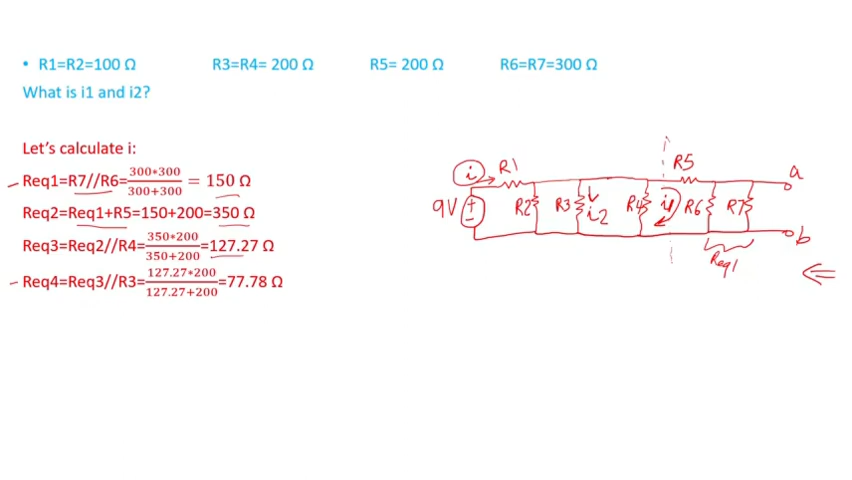 • R1=R2=100 Ω R3=R4= 200 Ω R5= 200 Ω R6=R7=300 Ω
What is i1 and i2?
Let's calculate i:
Req1=R7//R6=300*300/300+300 = 150 Ω
Req2=Req1+R5=150+200=350 Ω
Req3=Req2//R4=350*200/350+200=127.27 Ω
Req4=Req3//R3=127.27*200/127.27+200=77.78 Ω
i R1 R5 a
9V + - R2 R3 i2 R4 i1 R6 R7
b
Req1